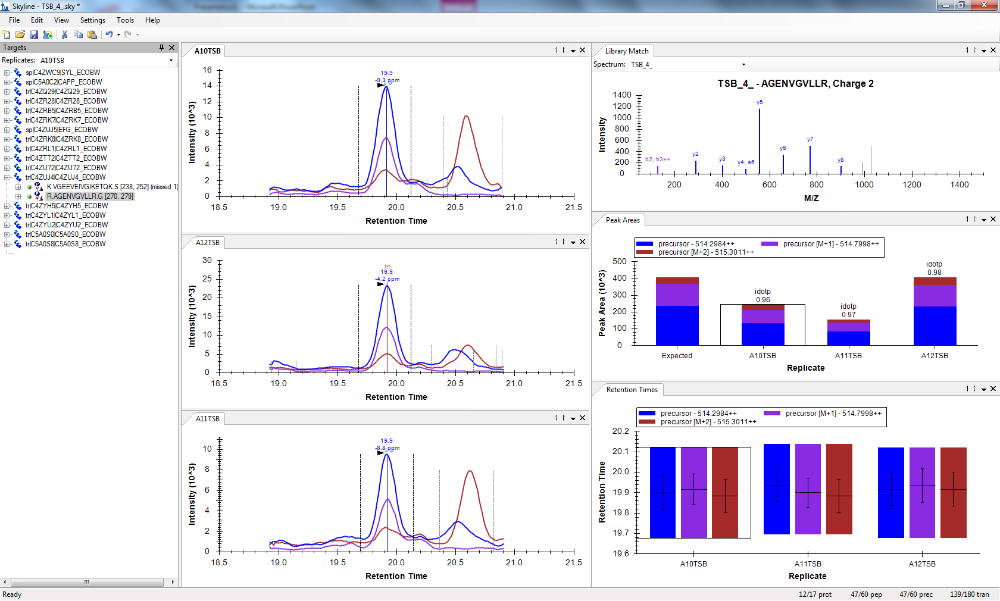 Skyline - TSB_4_.sky *
File Edit View Settings Tools Help
Targets
Replicates: A10TSB
sp|C4ZWC9|SYL_ECOBW
sp|C5A0C2|CAPP_ECOBW
tr|C4ZQ29|C4ZQ29_ECOBW
tr|C4ZR28|C4ZR28_ECOBW
tr|C4ZRB5|C4ZRB5_ECOBW
tr|C4ZRK7|C4ZRK7_ECOBW
sp|C4ZUJ5|EFG_ECOBW
tr|C4ZRK8|C4ZRK8_ECOBW
tr|C4ZRL1|C4ZRL1_ECOBW
tr|C4ZTT2|C4ZTT2_ECOBW
tr|C4ZU72|C4ZU72_ECOBW
tr|C4ZUJ4|C4ZUJ4_ECOBW
K.VGEEVEIVGIKETQK.S [238, 252] (missed 1)
R.AGENVGVLLR.G [270, 279]
tr|C4ZYH5|C4ZYH5_ECOBW
tr|C4ZYL1|C4ZYL1_ECOBW
tr|C4ZYU2|C4ZYU2_ECOBW
tr|C5A0S0|C5A0S0_ECOBW
tr|C5A0S8|C5A0S8_ECOBW
A10TSB
19.9
-9.3 ppm
Intensity (10^3)
16
14
12
10
8
6
4
2
0
18.5 19.0 19.5 20.0 20.5 21.0 21.5
Retention Time
A12TSB
ID
19.9
-4.2 ppm
Intensity (10^3)
30
25
20
15
10
5
0
18.5 19.0 19.5 20.0 20.5 21.0 21.5
Retention Time
A11TSB
19.9
-8.8 ppm
Intensity (10^3)
10
8
6
4
2
0
18.5 19.0 19.5 20.0 20.5 21.0 21.5
Retention Time
Library Match
Spectrum: TSB_4_
TSB_4_ - AGENVGVLLR, Charge 2
Intensity
1400
1200
1000
800
600
400
200
0
b2, b3++
y2
y3
y4, a6
y5
y6
y7
y8
200 400 600 800 1000 1200 1400
M/Z
Peak Areas
precursor - 514.2984++ precursor [M+1] - 514.7998++
precursor [M+2] - 515.3011++
Peak Area (10^3)
500
400
300
200
100
0
idotp
0.96
idotp
0.97
idotp
0.98
Expected A10TSB A11TSB A12TSB
Replicate
Retention Times
precursor - 514.2984++ precursor [M+1] - 514.7998++
precursor [M+2] - 515.3011++
Retention Time
20.2
20.1
20.0
19.9
19.8
19.7
19.6
A10TSB A11TSB A12TSB
Replicate
Ready 12/17 prot 47/60 pep 47/60 prec 139/180 tran